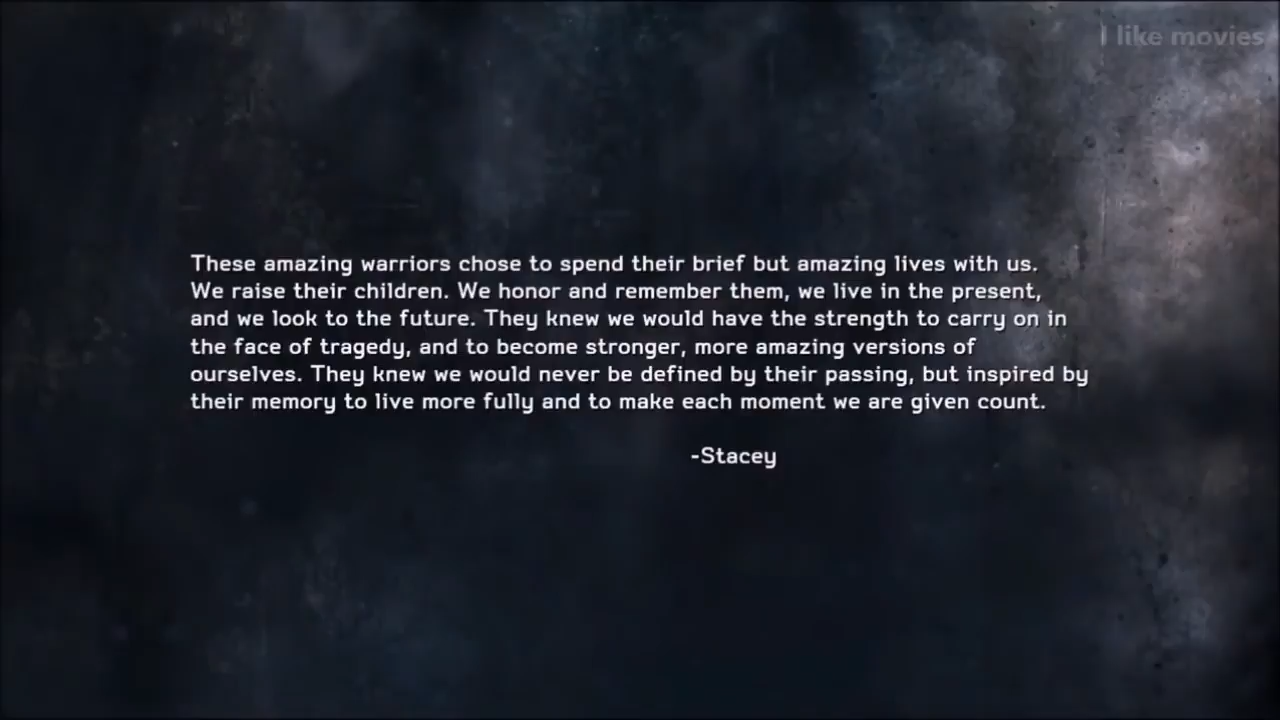 I like movies
These amazing warriors chose to spend their brief but amazing lives with us.
We raise their children. We honor and remember them, we live in the present,
and we look to the future. They knew we would have the strength to carry on in
the face of tragedy, and to become stronger, more amazing versions of
ourselves. They knew we would never be defined by their passing, but inspired by
their memory to live more fully and to make each moment we are given count.
-Stacey